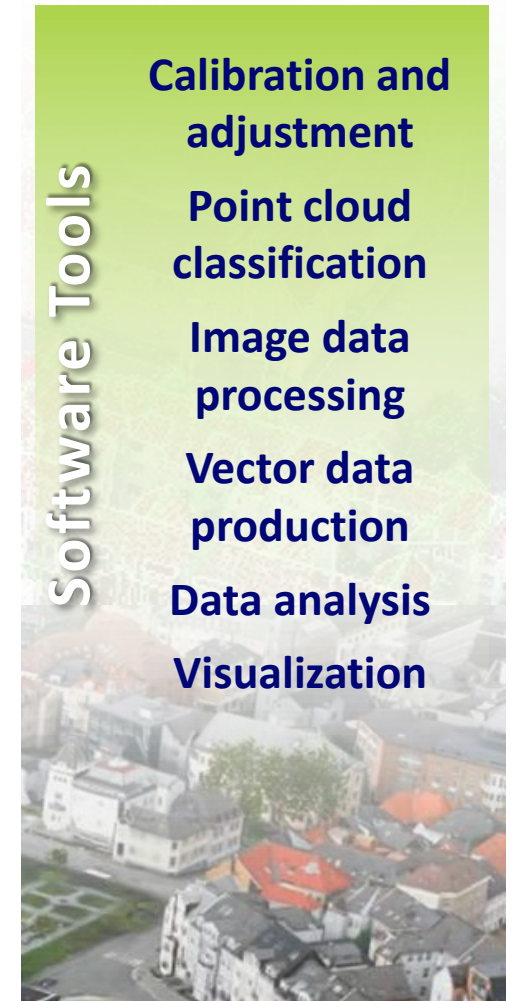 Software Tools
Calibration and
adjustment
Point cloud
classification
Image data
processing
Vector data
production
Data analysis
Visualization